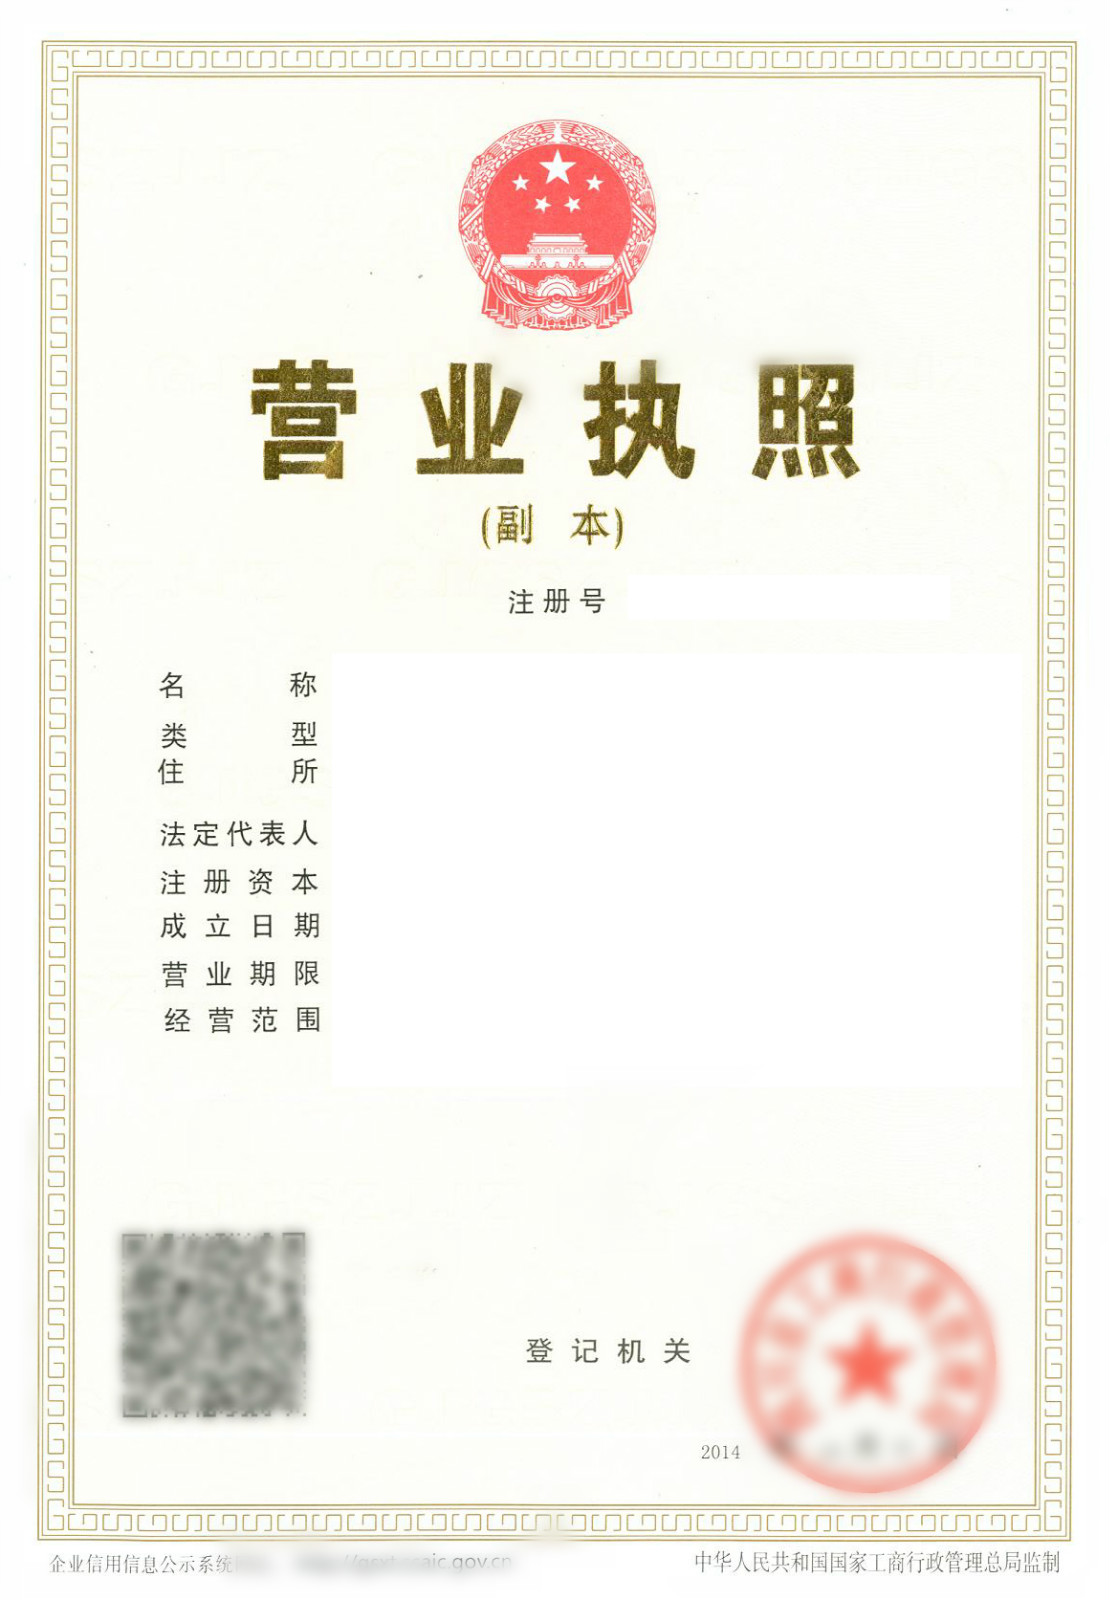 营业执照
(副 本)
注册号
名 称
类 型
住 所
法定代表人
注册资本
成立日期
营业期限
经营范围
登记机关
2014
企业信用信息公示系统
.gov.cn
中华人民共和国国家工商行政管理总局监制